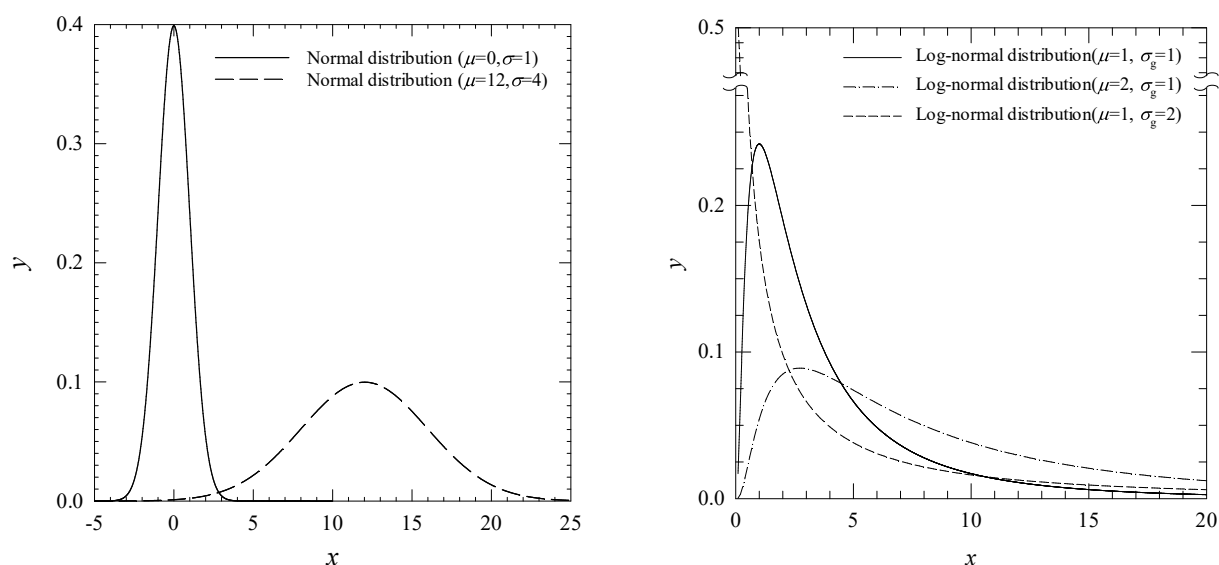 0.4
0.3
0.2
0.1
0.0
-5 0 5 10 15 20 25
x
y
Normal distribution (μ=0,σ=1)
Normal distribution (μ=12,σ=4)
0.5
0.2
0.1
0.0
0 5 10 15 20
x
y
Log-normal distribution(μ=1, σg=1)
Log-normal distribution(μ=2, σg=1)
Log-normal distribution(μ=1, σg=2)